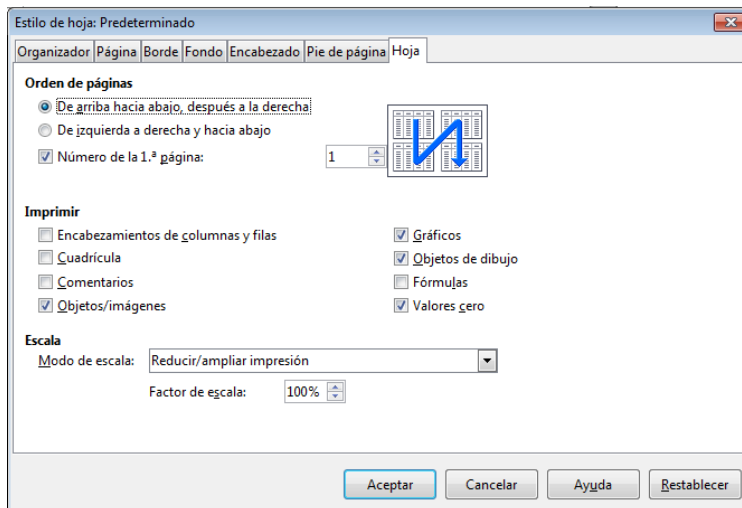 Estilo de hoja: Predeterminado
Organizador Página Borde Fondo Encabezado Pie de página Hoja
Orden de páginas
De arriba hacia abajo, después a la derecha
De izquierda a derecha y hacia abajo
Número de la 1.ª página: 1
Imprimir
Encabezamientos de columnas y filas Gráficos
Cuadrícula Objetos de dibujo
Comentarios Fórmulas
Objetos/imágenes Valores cero
Escala
Modo de escala: Reducir/ampliar impresión
Factor de escala: 100%
Aceptar Cancelar Ayuda Restablecer